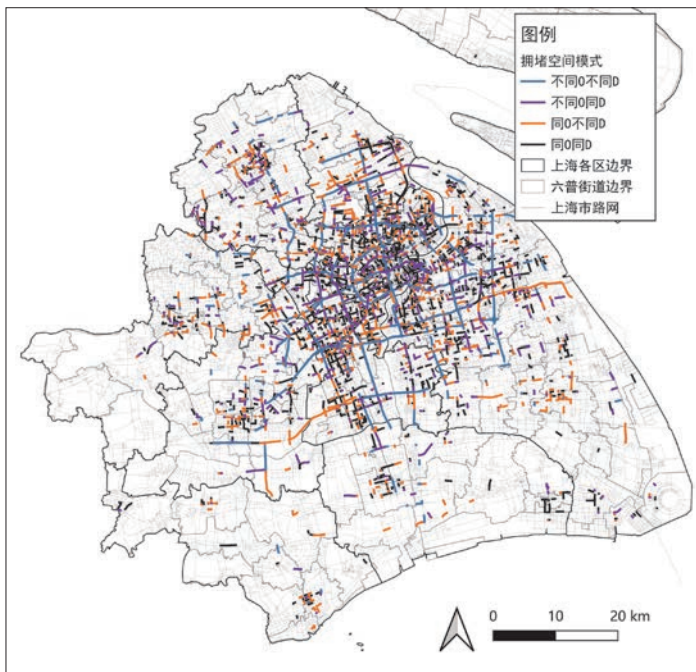 图例
拥堵空间模式
不同O不同D
不同O同D
同O不同D
同O同D
上海各区边界
六普街道边界
上海市路网
0 10 20 km